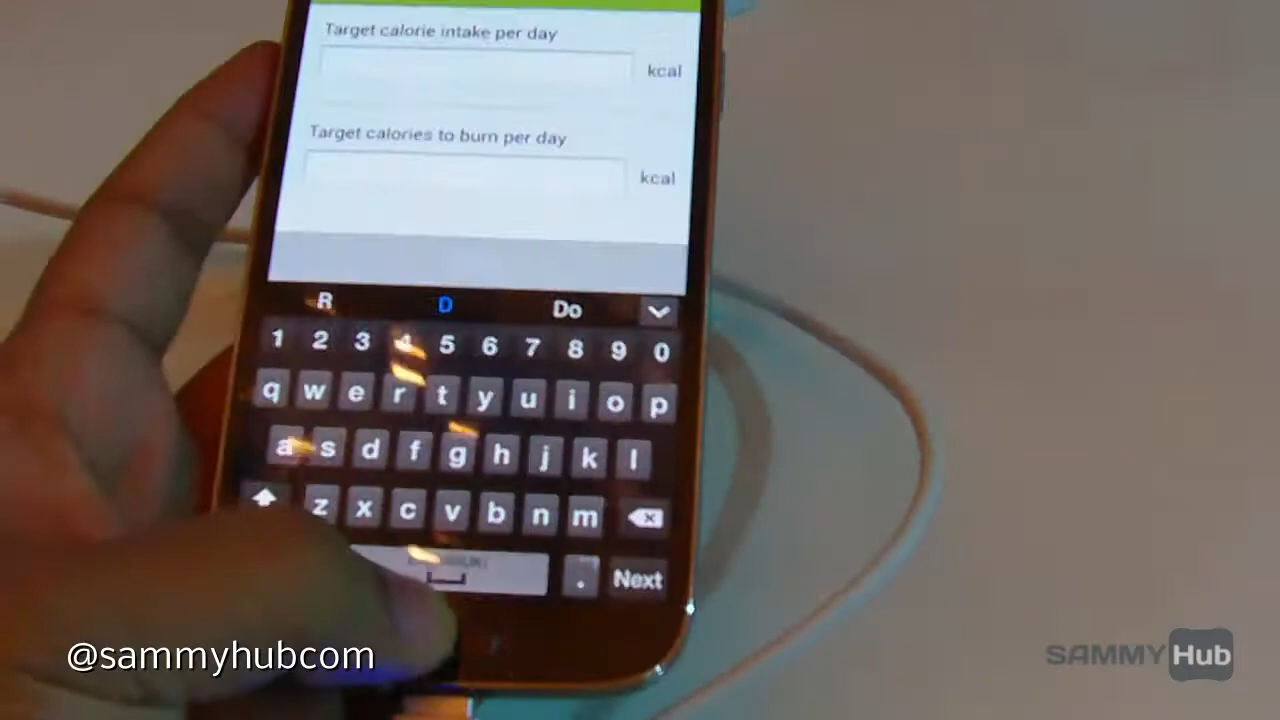 Target calorie intake per day
kcal
Target calories to burn per day
kcal
R D Do
1 2 3 4 5 6 7 8 9 0
q w e r t y u i o p
a s d f g h j k l
z x c v b n m
. Next
@sammyhubcom
SAMMY Hub